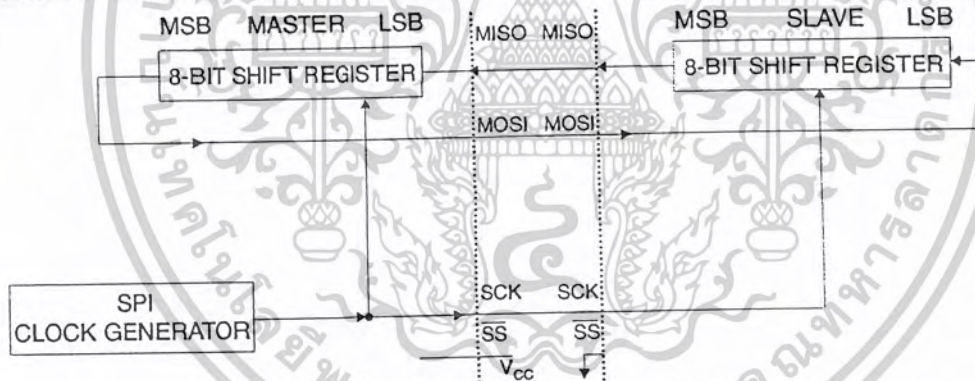 MSB MASTER LSB
MISO MISO
MSB SLAVE LSB
8-BIT SHIFT REGISTER
8-BIT SHIFT REGISTER
MOSI MOSI
SPI
CLOCK GENERATOR
SCK SCK
SS SS
VCC